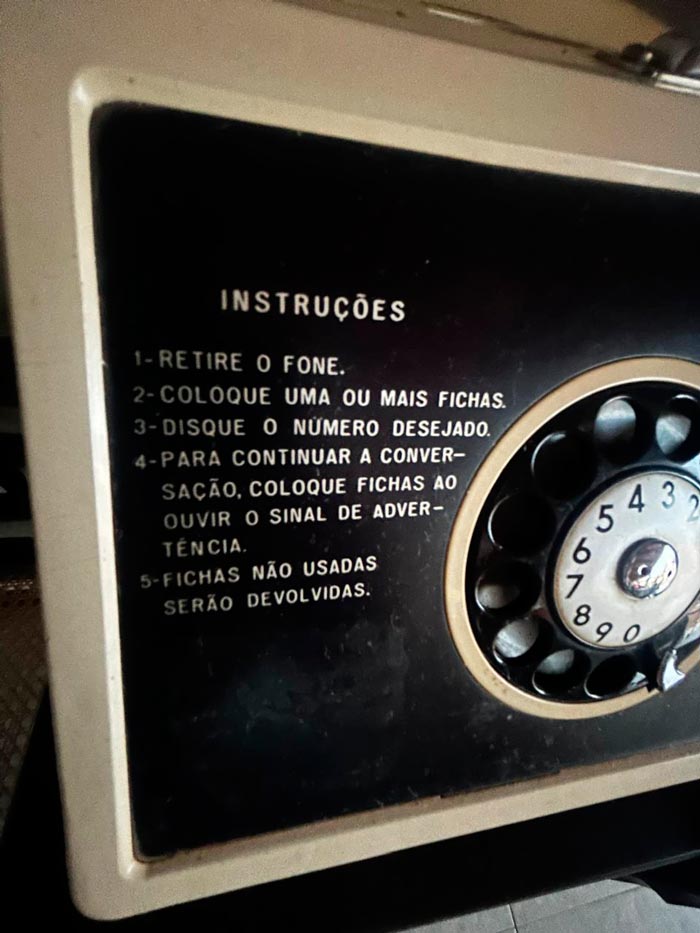 INSTRUÇÕES
1-RETIRE O FONE.
2-COLOQUE UMA OU MAIS FICHAS.
3-DISQUE O NÚMERO DESEJADO.
4-PARA CONTINUAR A CONVER-
SAÇÃO, COLOQUE FICHAS AO
OUVIR O SINAL DE ADVER-
TÊNCIA.
5-FICHAS NÃO USADAS
SERÃO DEVOLVIDAS.
2
3
4
5
6
7
8
9
0